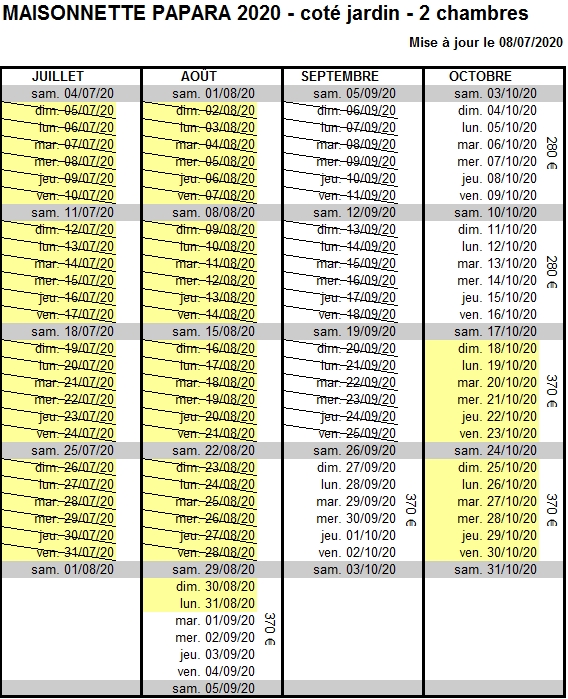 MAISONNETTE PAPARA 2020 - coté jardin - 2 chambres
Mise à jour le 08/07/2020
JUILLET AOÛT SEPTEMBRE OCTOBRE
sam. 04/07/20 sam. 01/08/20 sam. 05/09/20 sam. 03/10/20
dim. 05/07/20 dim. 02/08/20 dim. 06/09/20 dim. 04/10/20
lun. 06/07/20 lun. 03/08/20 lun. 07/09/20 lun. 05/10/20
mar. 07/07/20 mar. 04/08/20 mar. 08/09/20 mar. 06/10/20 280 €
mer. 08/07/20 mer. 05/08/20 mer. 09/09/20 mer. 07/10/20
jeu. 09/07/20 jeu. 06/08/20 jeu. 10/09/20 jeu. 08/10/20
ven. 10/07/20 ven. 07/08/20 ven. 11/09/20 ven. 09/10/20
sam. 11/07/20 sam. 08/08/20 sam. 12/09/20 sam. 10/10/20
dim. 12/07/20 dim. 09/08/20 dim. 13/09/20 dim. 11/10/20
lun. 13/07/20 lun. 10/08/20 lun. 14/09/20 lun. 12/10/20
mar. 14/07/20 mar. 11/08/20 mar. 15/09/20 mar. 13/10/20 280 €
mer. 15/07/20 mer. 12/08/20 mer. 16/09/20 mer. 14/10/20
jeu. 16/07/20 jeu. 13/08/20 jeu. 17/09/20 jeu. 15/10/20
ven. 17/07/20 ven. 14/08/20 ven. 18/09/20 ven. 16/10/20
sam. 18/07/20 sam. 15/08/20 sam. 19/09/20 sam. 17/10/20
dim. 19/07/20 dim. 16/08/20 dim. 20/09/20 dim. 18/10/20
lun. 20/07/20 lun. 17/08/20 lun. 21/09/20 lun. 19/10/20
mar. 21/07/20 mar. 18/08/20 mar. 22/09/20 mar. 20/10/20 370 €
mer. 22/07/20 mer. 19/08/20 mer. 23/09/20 mer. 21/10/20
jeu. 23/07/20 jeu. 20/08/20 jeu. 24/09/20 jeu. 22/10/20
ven. 24/07/20 ven. 21/08/20 ven. 25/09/20 ven. 23/10/20
sam. 25/07/20 sam. 22/08/20 sam. 26/09/20 sam. 24/10/20
dim. 26/07/20 dim. 23/08/20 dim. 27/09/20 dim. 25/10/20
lun. 27/07/20 lun. 24/08/20 lun. 28/09/20 lun. 26/10/20
mar. 28/07/20 mar. 25/08/20 mar. 29/09/20 370 € mar. 27/10/20 370 €
mer. 29/07/20 mer. 26/08/20 mer. 30/09/20 mer. 28/10/20
jeu. 30/07/20 jeu. 27/08/20 jeu. 01/10/20 jeu. 29/10/20
ven. 31/07/20 ven. 28/08/20 ven. 02/10/20 ven. 30/10/20
sam. 01/08/20 sam. 29/08/20 sam. 03/10/20 sam. 31/10/20
dim. 30/08/20
lun. 31/08/20
mar. 01/09/20 370 €
mer. 02/09/20
jeu. 03/09/20
ven. 04/09/20
sam. 05/09/20